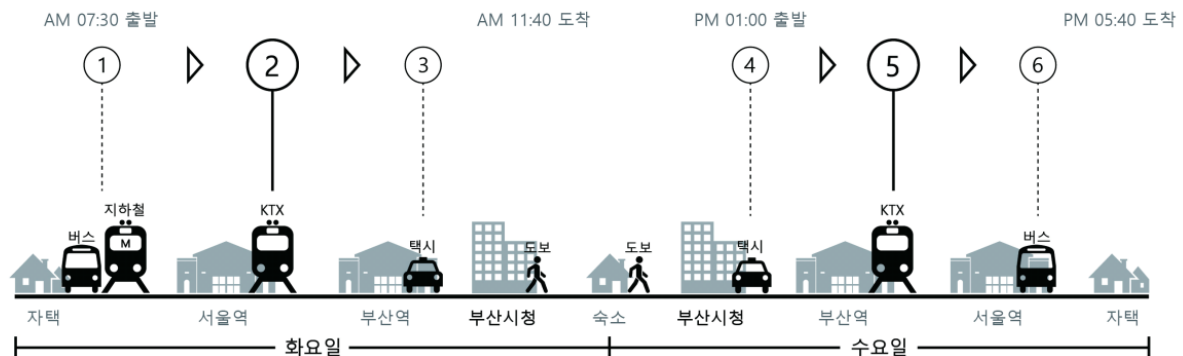 AM 07:30 출발
AM 11:40 도착
PM 01:00 출발
PM 05:40 도착
1
2
3
4
5
6
버스
지하철
M
KTX
택시
도보
도보
택시
KTX
버스
자택
서울역
부산역
부산시청
숙소
부산시청
부산역
서울역
자택
화요일
수요일